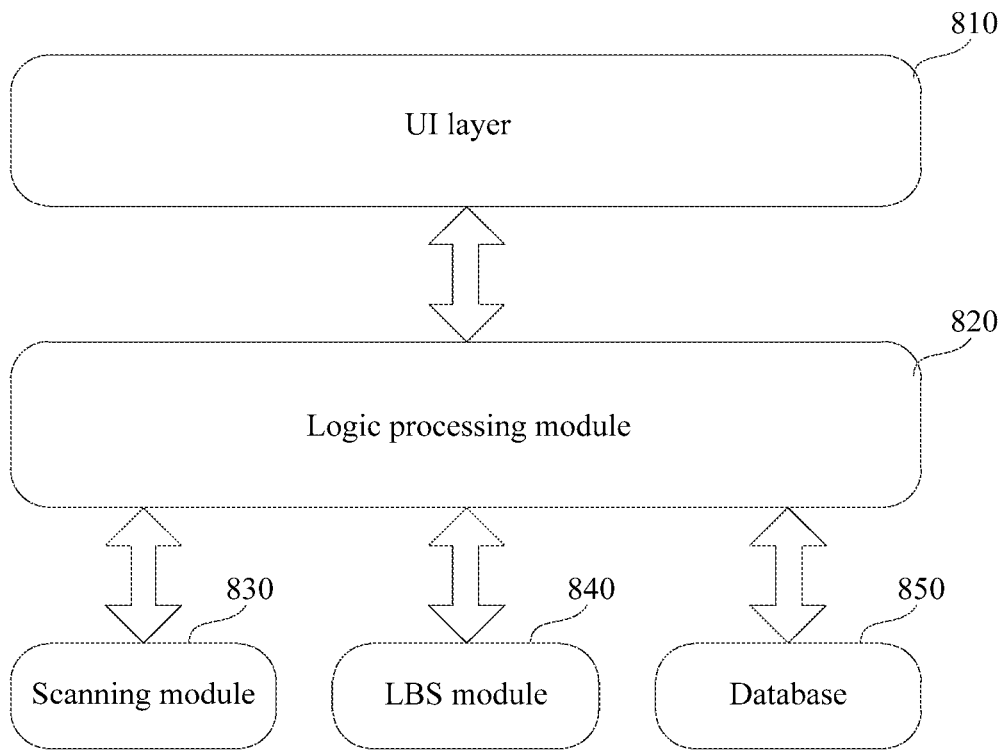 810
UI layer
820
Logic processing module
830
840
850
Scanning module
LBS module
Database